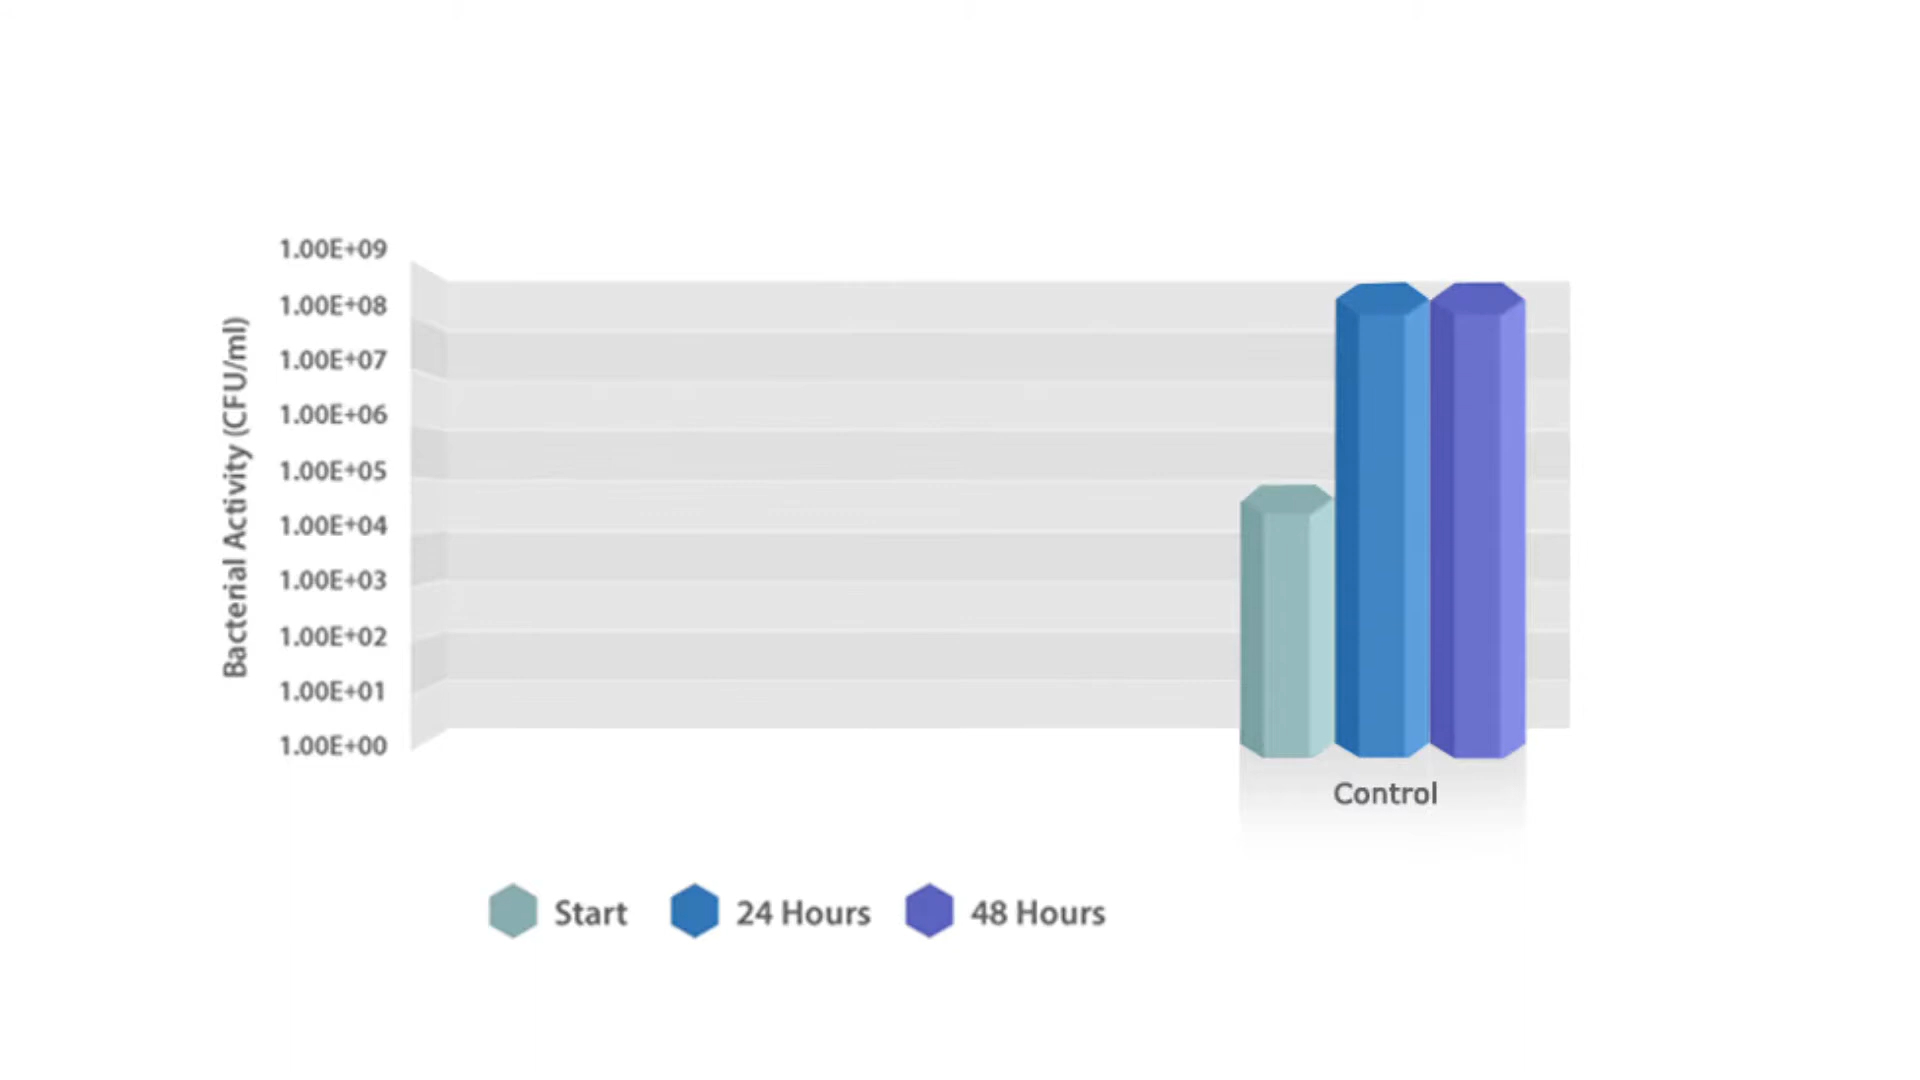 1.00E+09
1.00E+08
1.00E+07
1.00E+06
1.00E+05
1.00E+04
1.00E+03
1.00E+02
1.00E+01
1.00E+00
Bacterial Activity (CFU/ml)
Control
Start
24 Hours
48 Hours